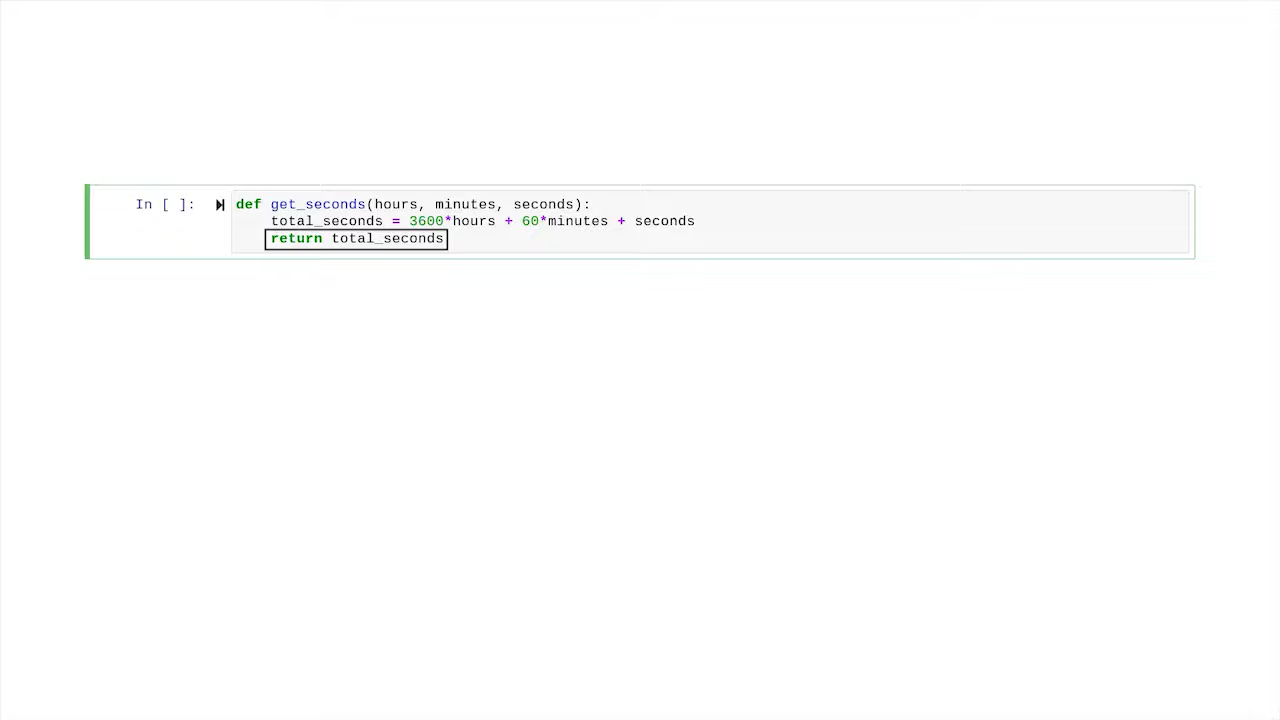 In [ ]: def get_seconds(hours, minutes, seconds):
total_seconds = 3600*hours + 60*minutes + seconds
return total_seconds